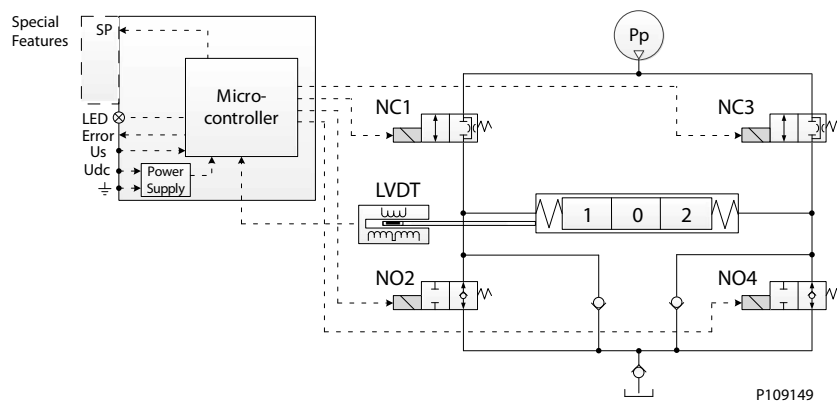 Special
Features
SP
Pp
Micro-
controller
NC1
NC3
LED
Error
Us
Udc
Power
Supply
LVDT
1 0 2
NO2
NO4
P109149